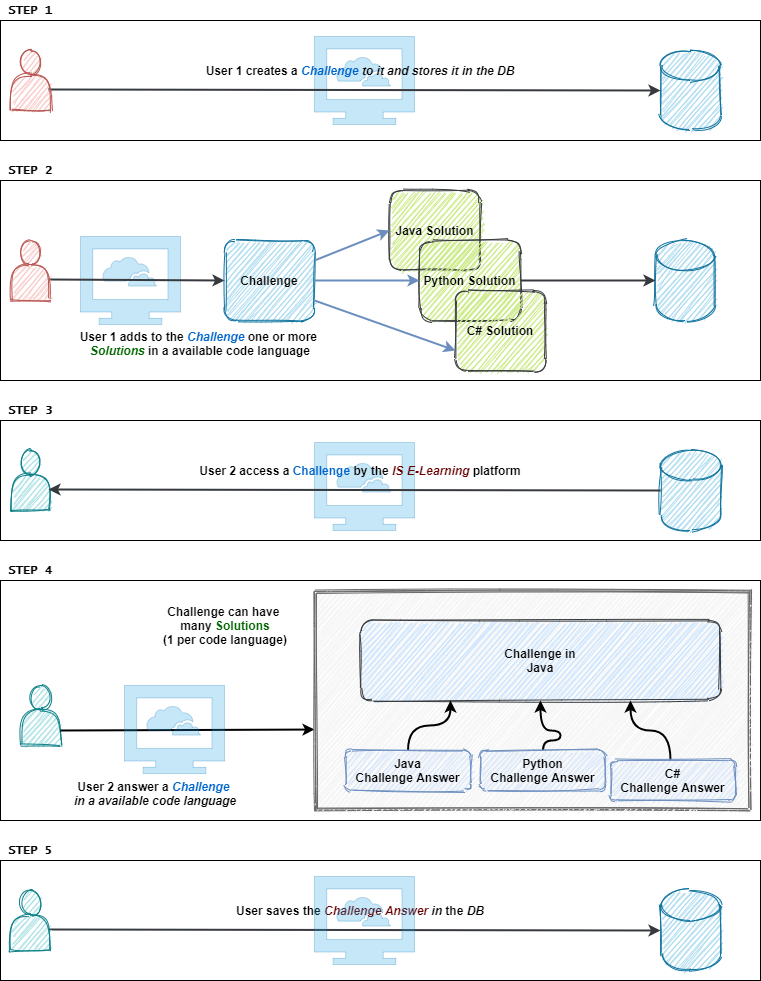 STEP 1
User 1 creates a Challenge to it and stores it in the DB
STEP 2
Java Solution
Challenge
Python Solution
C# Solution
User 1 adds to the Challenge one or more
Solutions in a available code language
STEP 3
User 2 access a Challenge by the IS E-Learning platform
STEP 4
Challenge can have
many Solutions
(1 per code language)
Challenge in
Java
Java
Challenge Answer
Python
Challenge Answer
C#
Challenge Answer
User 2 answer a Challenge
in a available code language
STEP 5
User saves the Challenge Answer in the DB